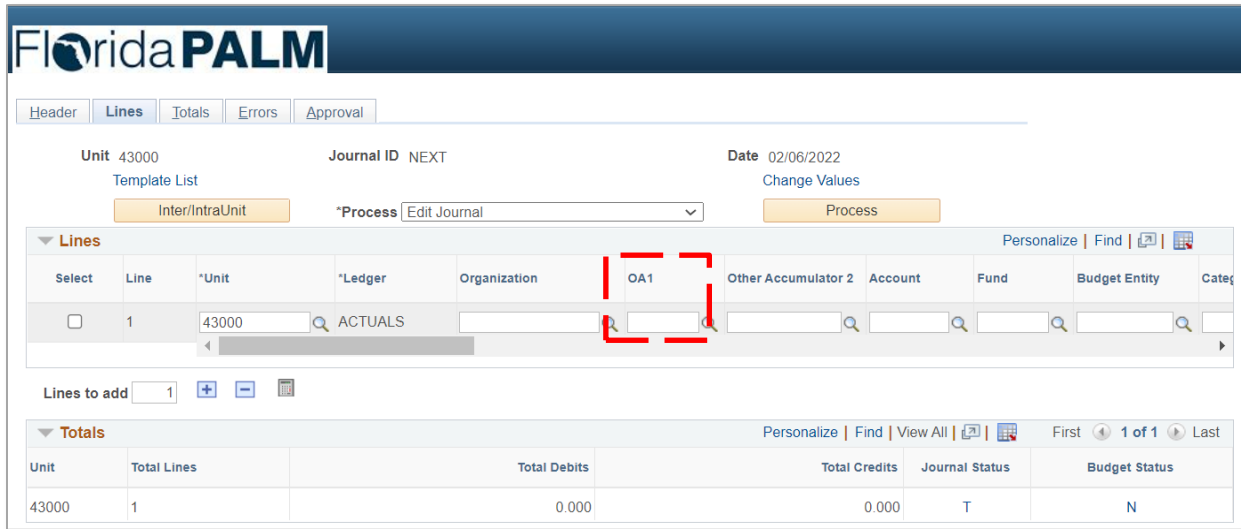 Florida PALM
Header Lines Totals Errors Approval
Unit 43000 Journal ID NEXT Date 02/06/2022
Template List Change Values
Inter/IntraUnit *Process Edit Journal Process
Lines Personalize | Find |
Select Line *Unit *Ledger Organization OA1 Other Accumulator 2 Account Fund Budget Entity Categ
1 43000 ACTUALS
Lines to add 1
Totals Personalize | Find | View All | First 1 of 1 Last
Unit Total Lines Total Debits Total Credits Journal Status Budget Status
43000 1 0.000 0.000 T N